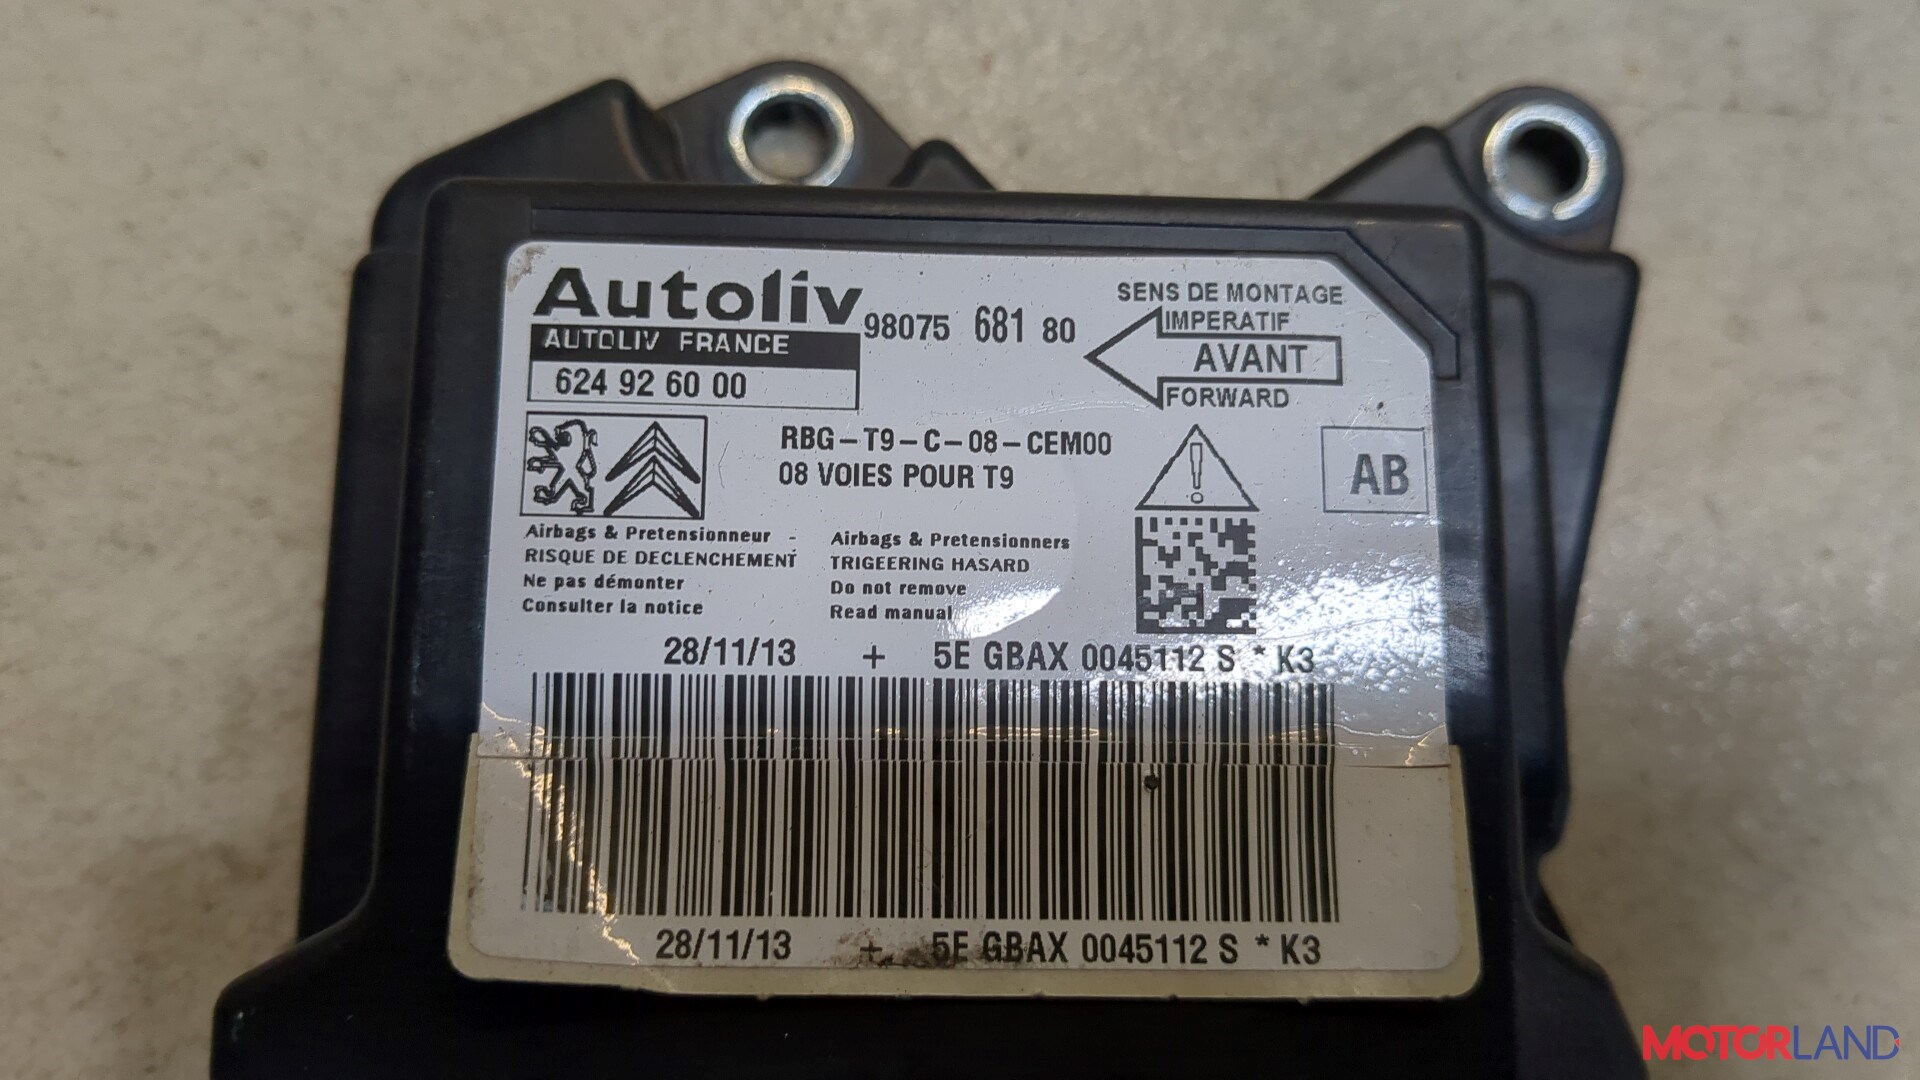 Autoliv
AUTOLIV FRANCE
624 92 60 00
98075 681 80
SENS DE MONTAGE
IMPERATIF
AVANT
FORWARD
RBG-T9-C-08-CEM00
08 VOIES POUR T9
AB
Airbags & Pretensionneur -
RISQUE DE DECLENCHEMENT
Ne pas démonter
Consulter la notice
Airbags & Pretensionners
TRIGEERING HASARD
Do not remove
Read manual
28/11/13 + 5E GBAX 0045112 S * K3
28/11/13 + 5E GBAX 0045112 S * K3
MOTORLAND